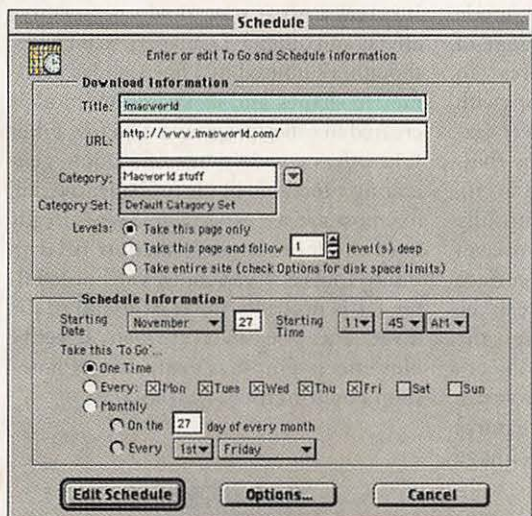 Schedule
Enter or edit To Go and Schedule information
Download Information
Title: imacworld
URL: http://www.imacworld.com/
Category: Macworld stuff
Category Set: Default Catagory Set
Levels: Take this page only
Take this page and follow 1 level(s) deep
Take entire site (check Options for disk space limits)
Schedule Information
Starting Date November 27 Starting Time 11 45 AM
Take this 'To Go'...
One Time
Every: Mon Tues Wed Thu Fri Sat Sun
Monthly
On the 27 day of every month
Every 1st Friday
Edit Schedule Options... Cancel